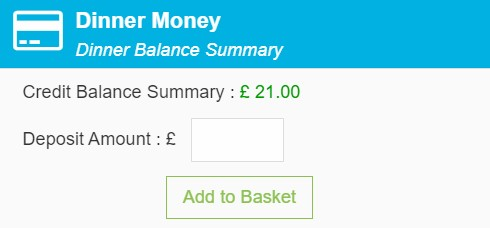 Dinner Money
Dinner Balance Summary
Credit Balance Summary : £ 21.00
Deposit Amount : £
Add to Basket